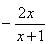 − 2x / (x+1)